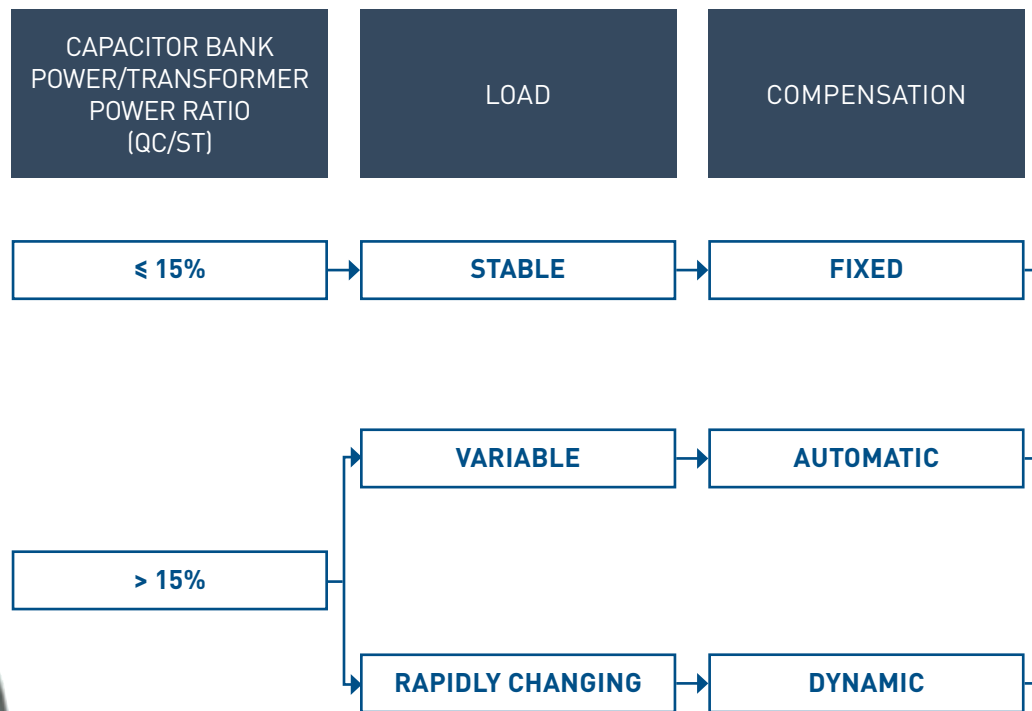 CAPACITOR BANK
POWER/TRANSFORMER
POWER RATIO
(QC/ST)
LOAD
COMPENSATION
⩽ 15%
STABLE
FIXED
VARIABLE
AUTOMATIC
> 15%
RAPIDLY CHANGING
DYNAMIC